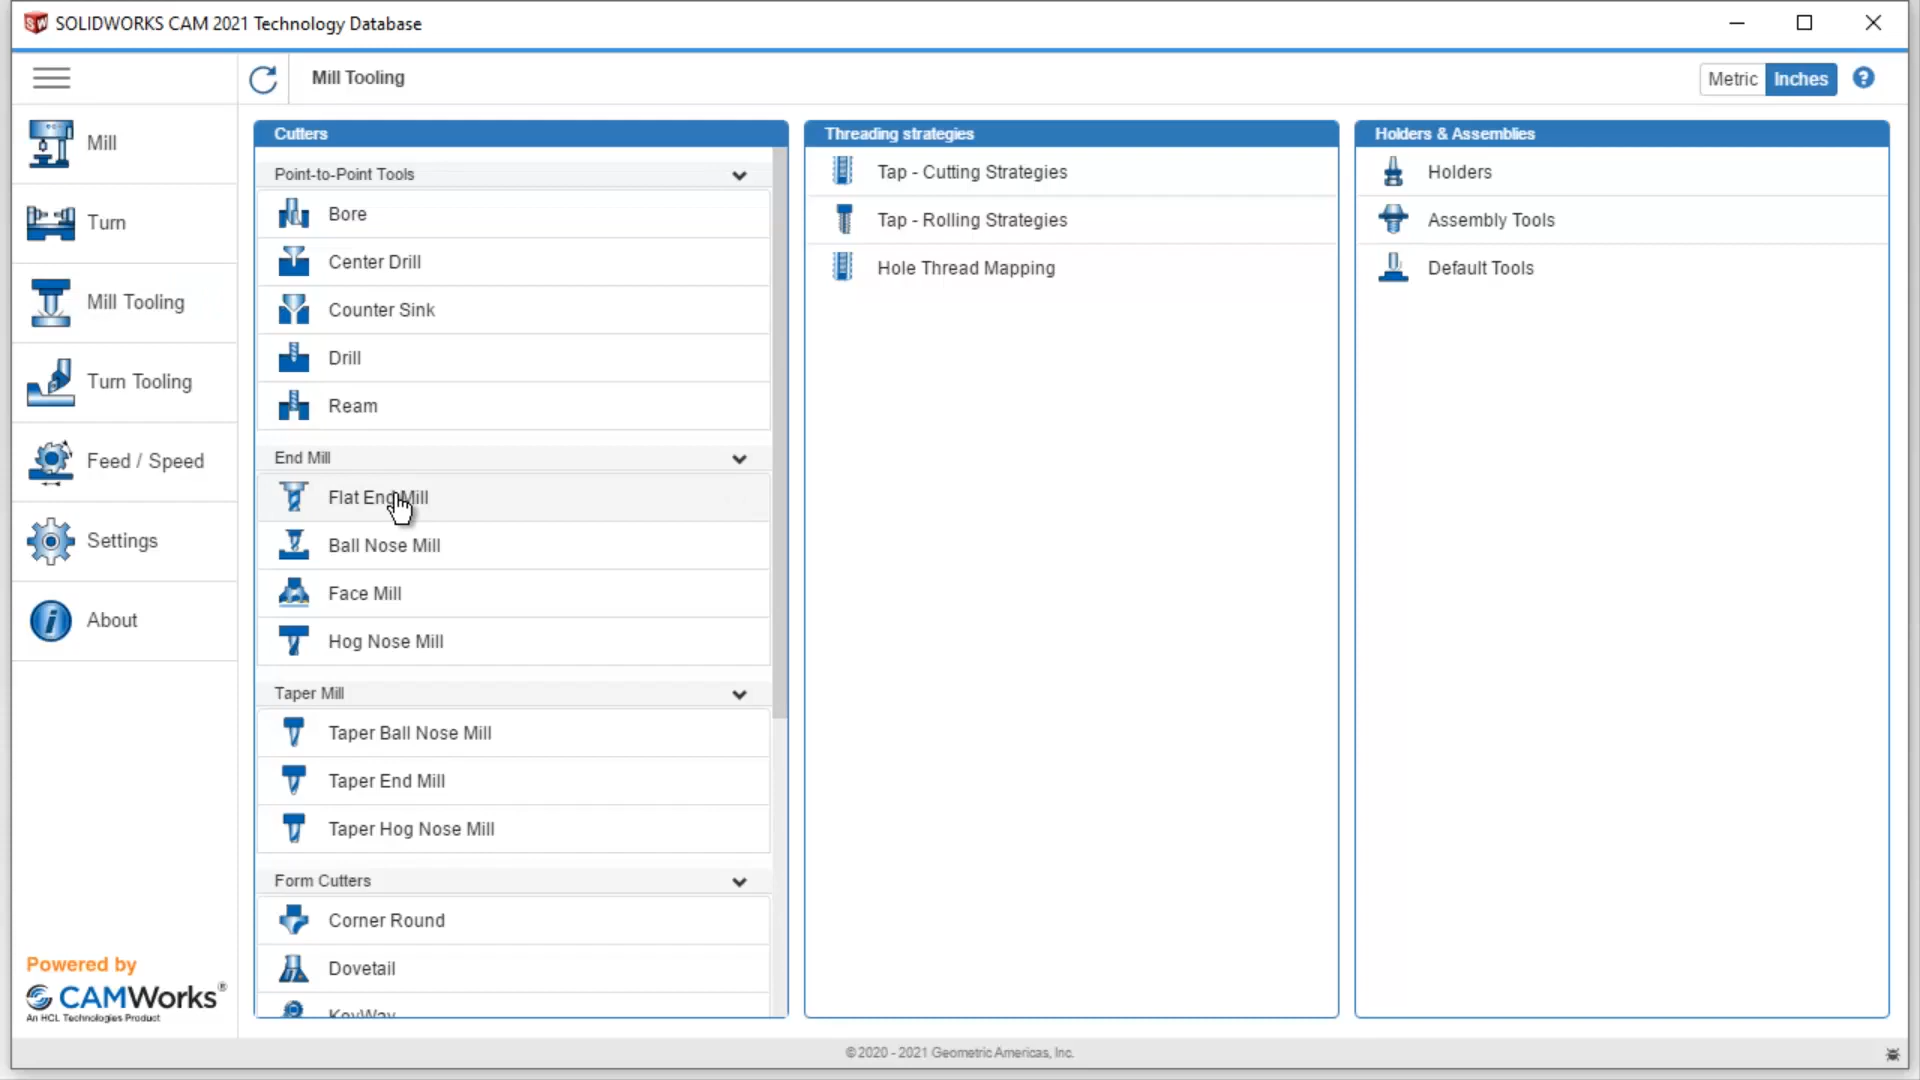 SOLIDWORKS CAM 2021 Technology Database
Mill Tooling
Metric
Inches
Mill
Turn
Mill Tooling
Turn Tooling
Feed / Speed
Settings
About
Powered by
CAMWorks®
An HCL Technologies Product
Cutters
Point-to-Point Tools
Bore
Center Drill
Counter Sink
Drill
Ream
End Mill
Flat End Mill
Ball Nose Mill
Face Mill
Hog Nose Mill
Taper Mill
Taper Ball Nose Mill
Taper End Mill
Taper Hog Nose Mill
Form Cutters
Corner Round
Dovetail
KeyWay
Threading strategies
Tap - Cutting Strategies
Tap - Rolling Strategies
Hole Thread Mapping
Holders & Assemblies
Holders
Assembly Tools
Default Tools
© 2020 - 2021 Geometric Americas, Inc.